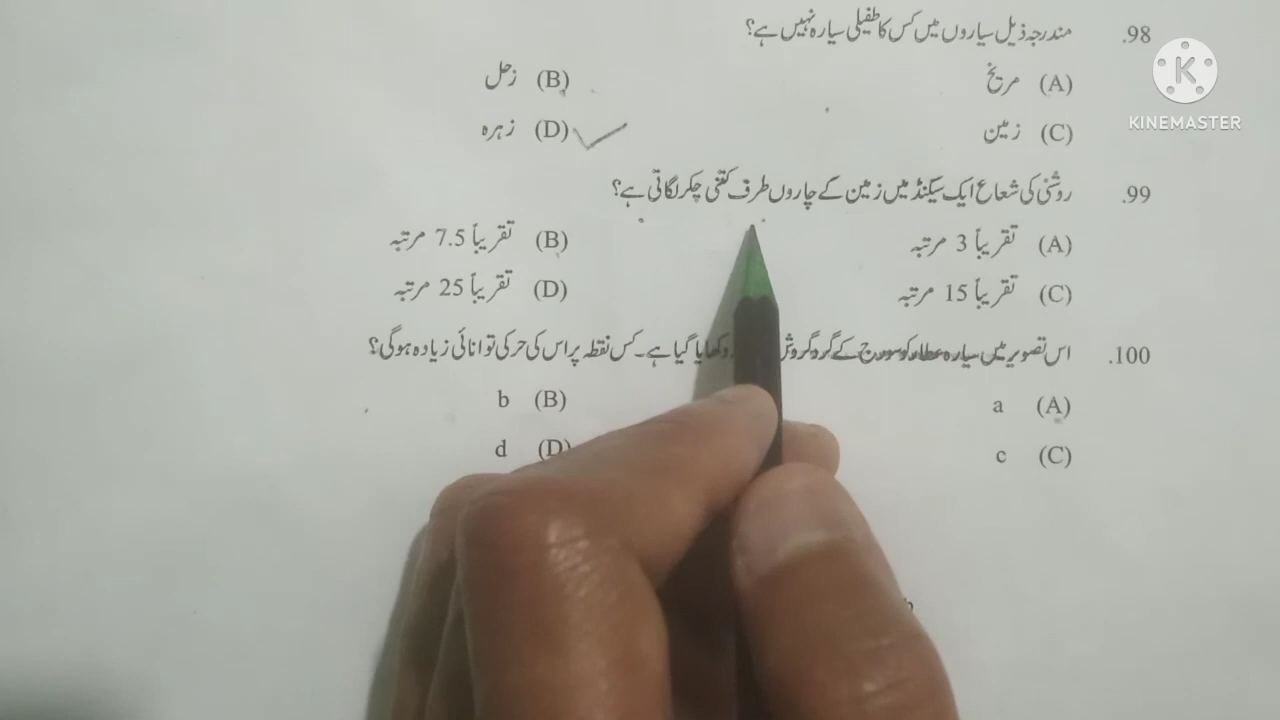 98. مندرجہ ذیل سیاروں میں کس کا طفیلی سیارہ نہیں ہے؟
(A) مریخ (B) زحل
(C) زمین (D) زہرہ
99. روشنی کی شعاع ایک سیکنڈ میں زمین کے چاروں طرف کتنی چکر لگاتی ہے؟
(A) تقریباً 3 مرتبہ (B) تقریباً 7.5 مرتبہ
(C) تقریباً 15 مرتبہ (D) تقریباً 25 مرتبہ
100. اس تصویر میں سیارہ عطارد کو سورج کے گرد گردش دکھایا گیا ہے۔ کس نقطہ پر اس کی حرکی توانائی زیادہ ہوگی؟
(A) a (B) b
(C) c (D) d
KINEMASTER